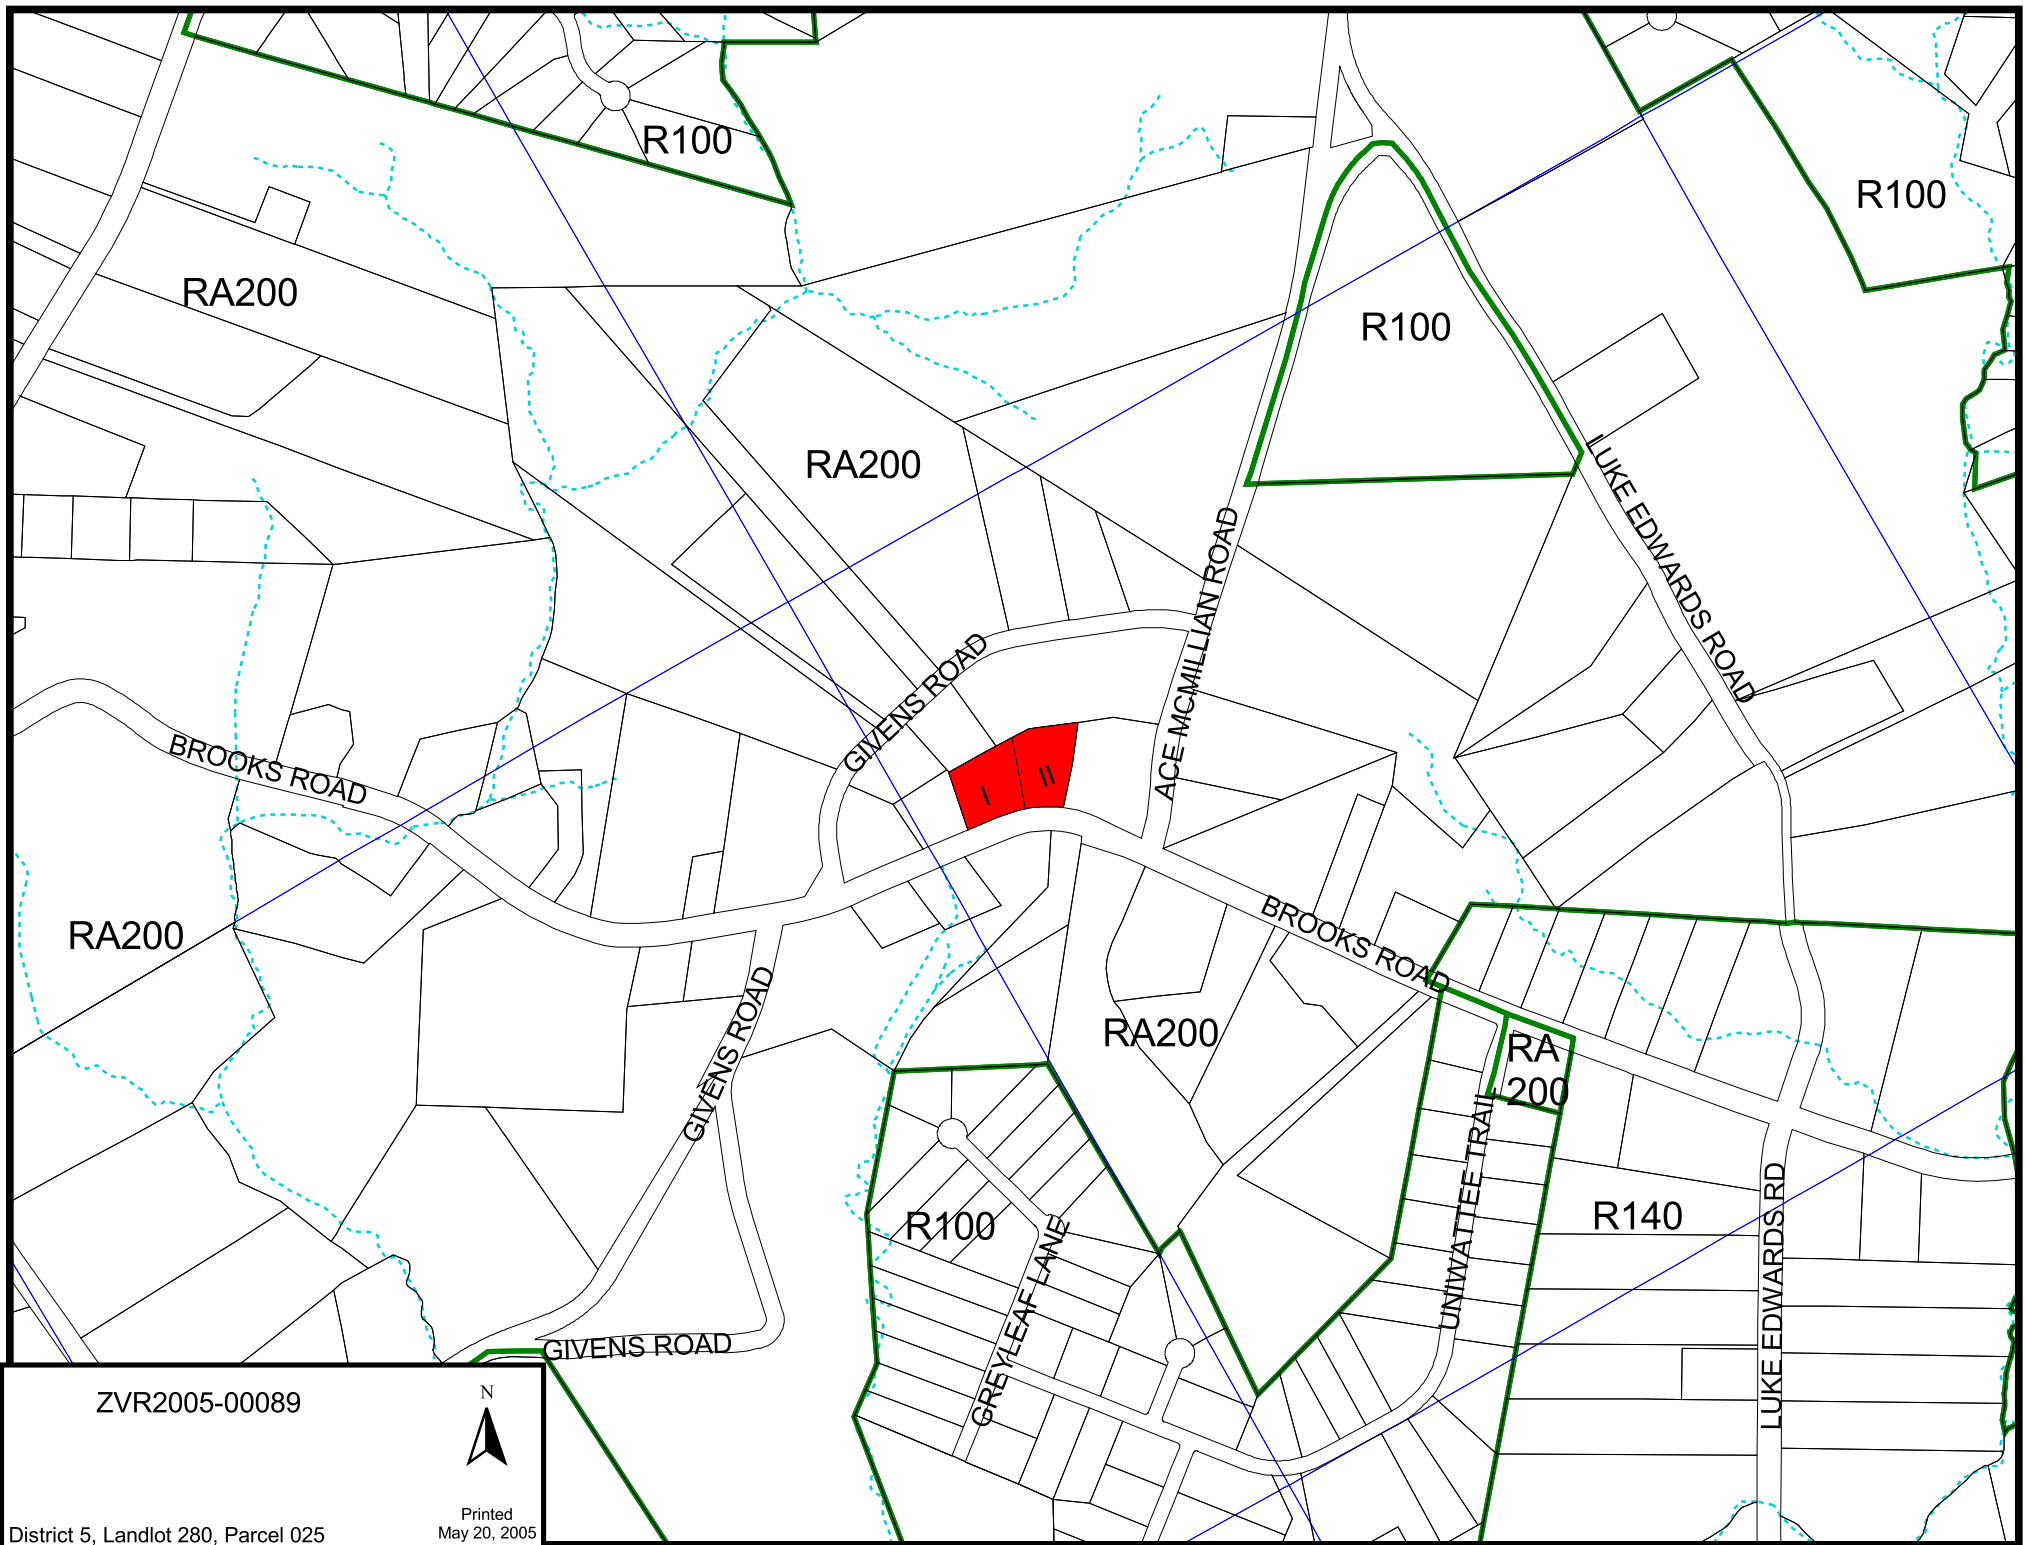 R100
R100
RA200
R100
RA200
LUKE EDWARDS ROAD
ACE MCMILLIAN ROAD
GIVENS ROAD
BROOKS ROAD
I
II
RA200
BROOKS ROAD
GIVENS ROAD
RA200
RA
200
UNIWATTEE TRAIL
R100
R140
GREYLEAF LANE
LUKE EDWARDS RD
GIVENS ROAD
ZVR2005-00089
N
Printed
May 20, 2005
District 5, Landlot 280, Parcel 025